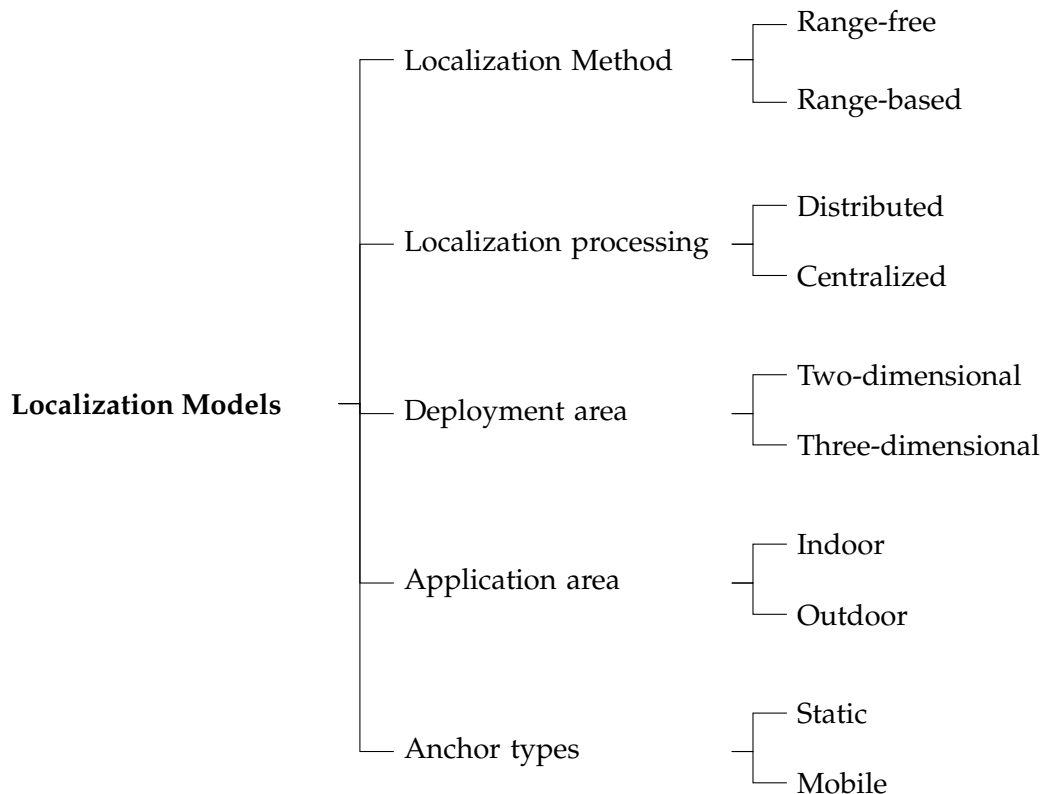 Localization Models
Localization Method
Range-free
Range-based
Localization processing
Distributed
Centralized
Deployment area
Two-dimensional
Three-dimensional
Application area
Indoor
Outdoor
Anchor types
Static
Mobile